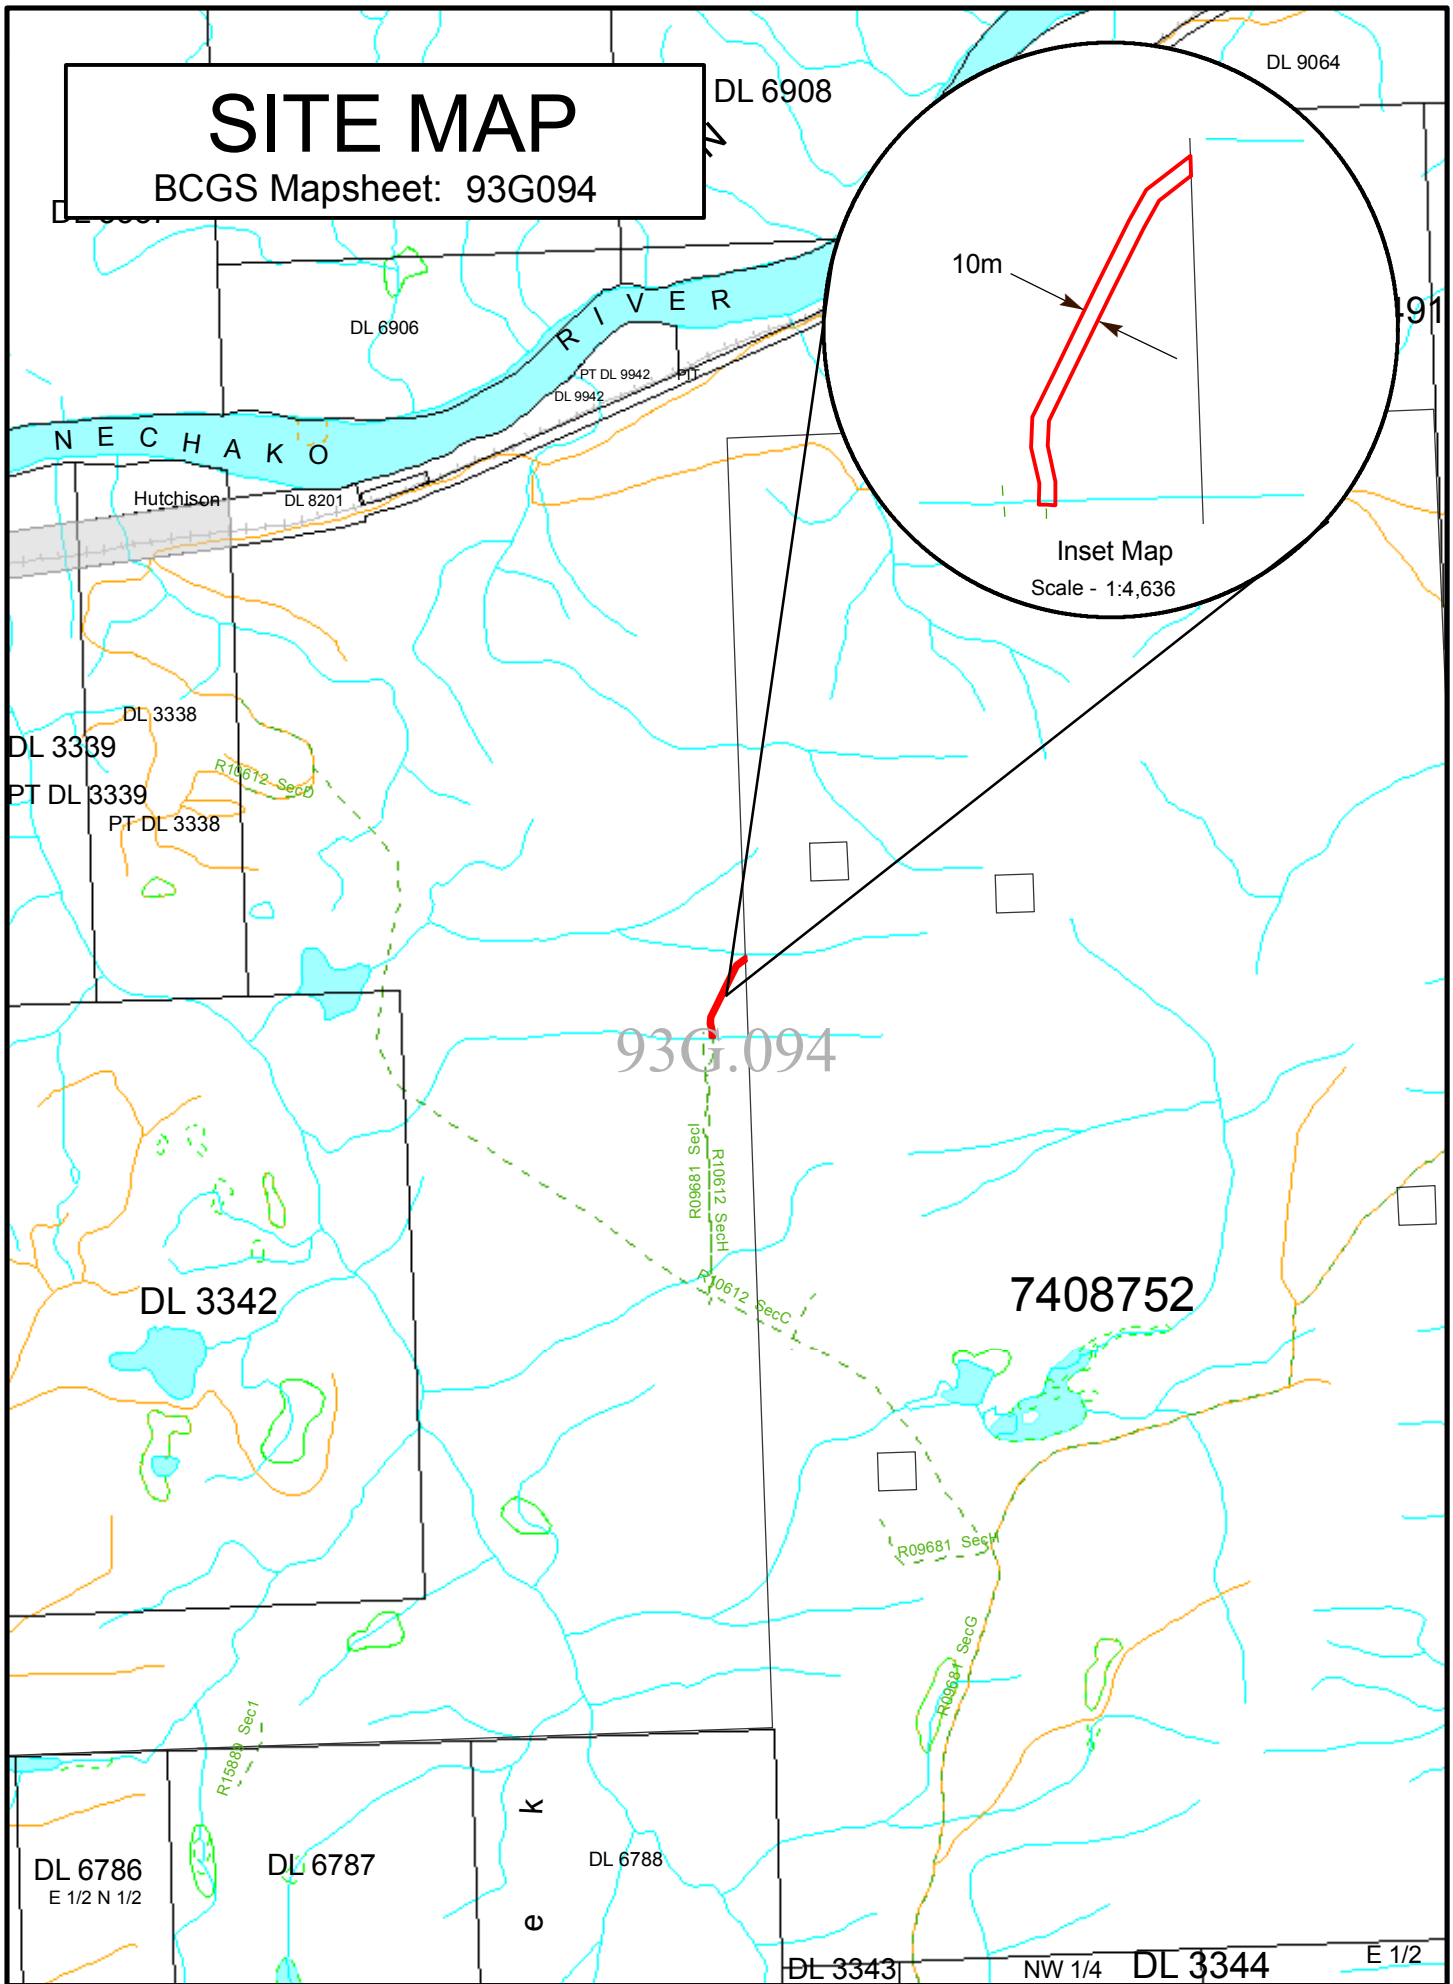 SITE MAP
BCGS Mapsheet: 93G094
DL 6908
N
DL 9064
10m
Inset Map
Scale - 1:4,636
DL 6906
NECHAKO RIVER
PT DL 9942
PIT
DL 9942
Hutchison
DL 8201
DL 3338
DL 3339
R10612 SecD
PT DL 3339
PT DL 3338
93G.094
R09681 SecI
R10612 SecH
R10612 SecC
DL 3342
7408752
R09681 SecH
R09681 SecG
R15889 Sec1
e k
DL 6786
E 1/2 N 1/2
DL 6787
DL 6788
DL 3343
NW 1/4
DL 3344
E 1/2